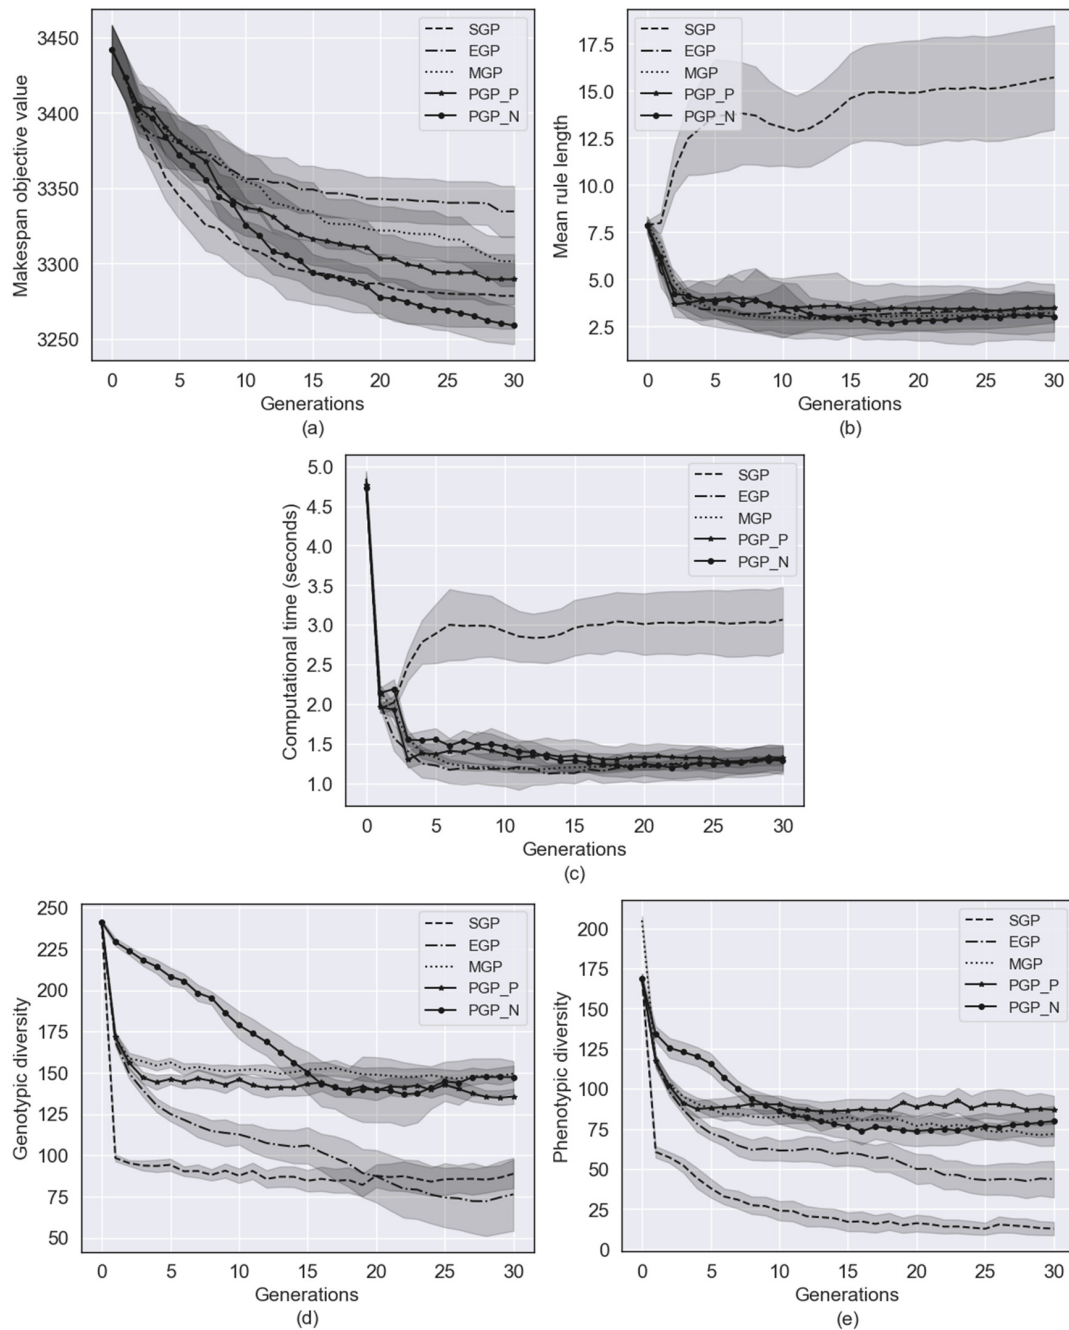 Makespan objective value
3450
3400
3350
3300
3250
0 5 10 15 20 25 30
Generations
SGP
EGP
MGP
PGP_P
PGP_N
(a)
Mean rule length
17.5
15.0
12.5
10.0
7.5
5.0
2.5
0 5 10 15 20 25 30
Generations
SGP
EGP
MGP
PGP_P
PGP_N
(b)
Computational time (seconds)
5.0
4.5
4.0
3.5
3.0
2.5
2.0
1.5
1.0
0 5 10 15 20 25 30
Generations
SGP
EGP
MGP
PGP_P
PGP_N
(c)
Genotypic diversity
250
225
200
175
150
125
100
75
50
0 5 10 15 20 25 30
Generations
SGP
EGP
MGP
PGP_P
PGP_N
(d)
Phenotypic diversity
200
175
150
125
100
75
50
25
0
0 5 10 15 20 25 30
Generations
SGP
EGP
MGP
PGP_P
PGP_N
(e)